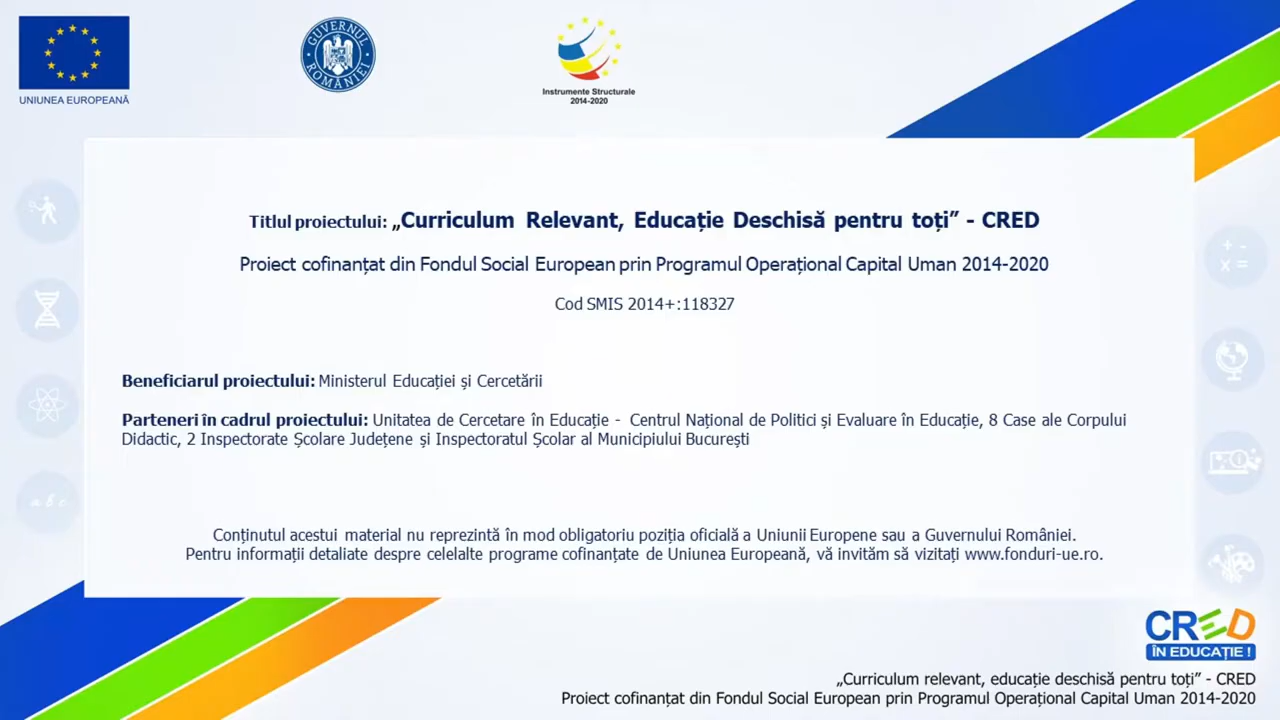 UNIUNEA EUROPEANĂ
GUVERNUL
ROMÂNIEI
Instrumente Structurale
2014-2020
Titlul proiectului: „Curriculum Relevant, Educație Deschisă pentru toți” - CRED
Proiect cofinanțat din Fondul Social European prin Programul Operațional Capital Uman 2014-2020
Cod SMIS 2014+:118327
Beneficiarul proiectului: Ministerul Educației și Cercetării
Parteneri în cadrul proiectului: Unitatea de Cercetare în Educație - Centrul Național de Politici și Evaluare în Educație, 8 Case ale Corpului
Didactic, 2 Inspectorate Școlare Județene și Inspectoratul Școlar al Municipiului București
Conținutul acestui material nu reprezintă în mod obligatoriu poziția oficială a Uniunii Europene sau a Guvernului României.
Pentru informații detaliate despre celelalte programe cofinanțate de Uniunea Europeană, vă invităm să vizitați www.fonduri-ue.ro.
+ -
x =
a b c
CRED
ÎN EDUCAȚIE !
„Curriculum relevant, educație deschisă pentru toți” - CRED
Proiect cofinanțat din Fondul Social European prin Programul Operațional Capital Uman 2014-2020